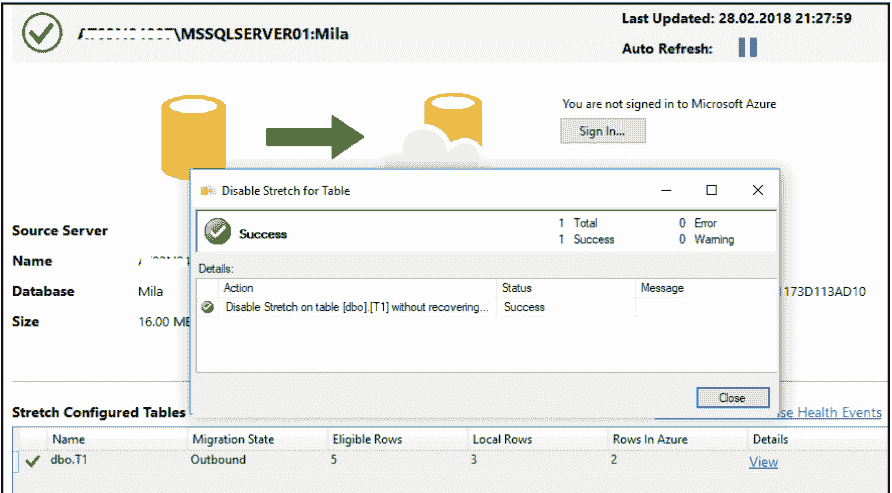 \MSSQLSERVER01:Mila
Last Updated: 28.02.2018 21:27:59
Auto Refresh:
You are not signed in to Microsoft Azure
Sign In...
Disable Stretch for Table
Success
1 Total 0 Error
1 Success 0 Warning
Details:
Action Status Message
Disable Stretch on table [dbo].[T1] without recovering... Success
Close
Source Server
Name
Database Mila 1173D113AD10
Size 16.00 MB
Stretch Configured Tables Health Events
Name Migration State Eligible Rows Local Rows Rows In Azure Details
dbo.T1 Outbound 5 3 2 View